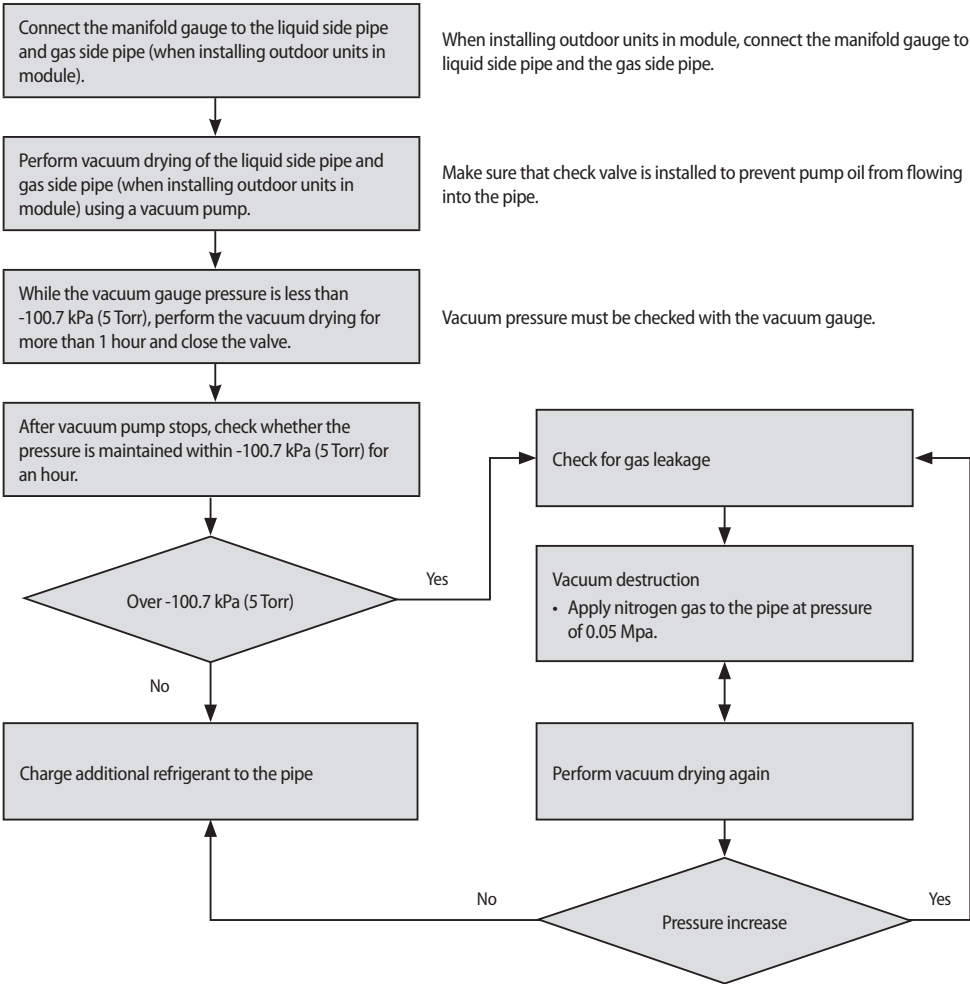 Connect the manifold gauge to the liquid side pipe
and gas side pipe (when installing outdoor units in
module).
When installing outdoor units in module, connect the manifold gauge to
liquid side pipe and the gas side pipe.
Perform vacuum drying of the liquid side pipe and
gas side pipe (when installing outdoor units in
module) using a vacuum pump.
Make sure that check valve is installed to prevent pump oil from flowing
into the pipe.
While the vacuum gauge pressure is less than
-100.7 kPa (5 Torr), perform the vacuum drying for
more than 1 hour and close the valve.
Vacuum pressure must be checked with the vacuum gauge.
After vacuum pump stops, check whether the
pressure is maintained within -100.7 kPa (5 Torr) for
an hour.
Over -100.7 kPa (5 Torr)
Yes
No
Check for gas leakage
Vacuum destruction
• Apply nitrogen gas to the pipe at pressure
of 0.05 Mpa.
Charge additional refrigerant to the pipe
Perform vacuum drying again
No
Pressure increase
Yes